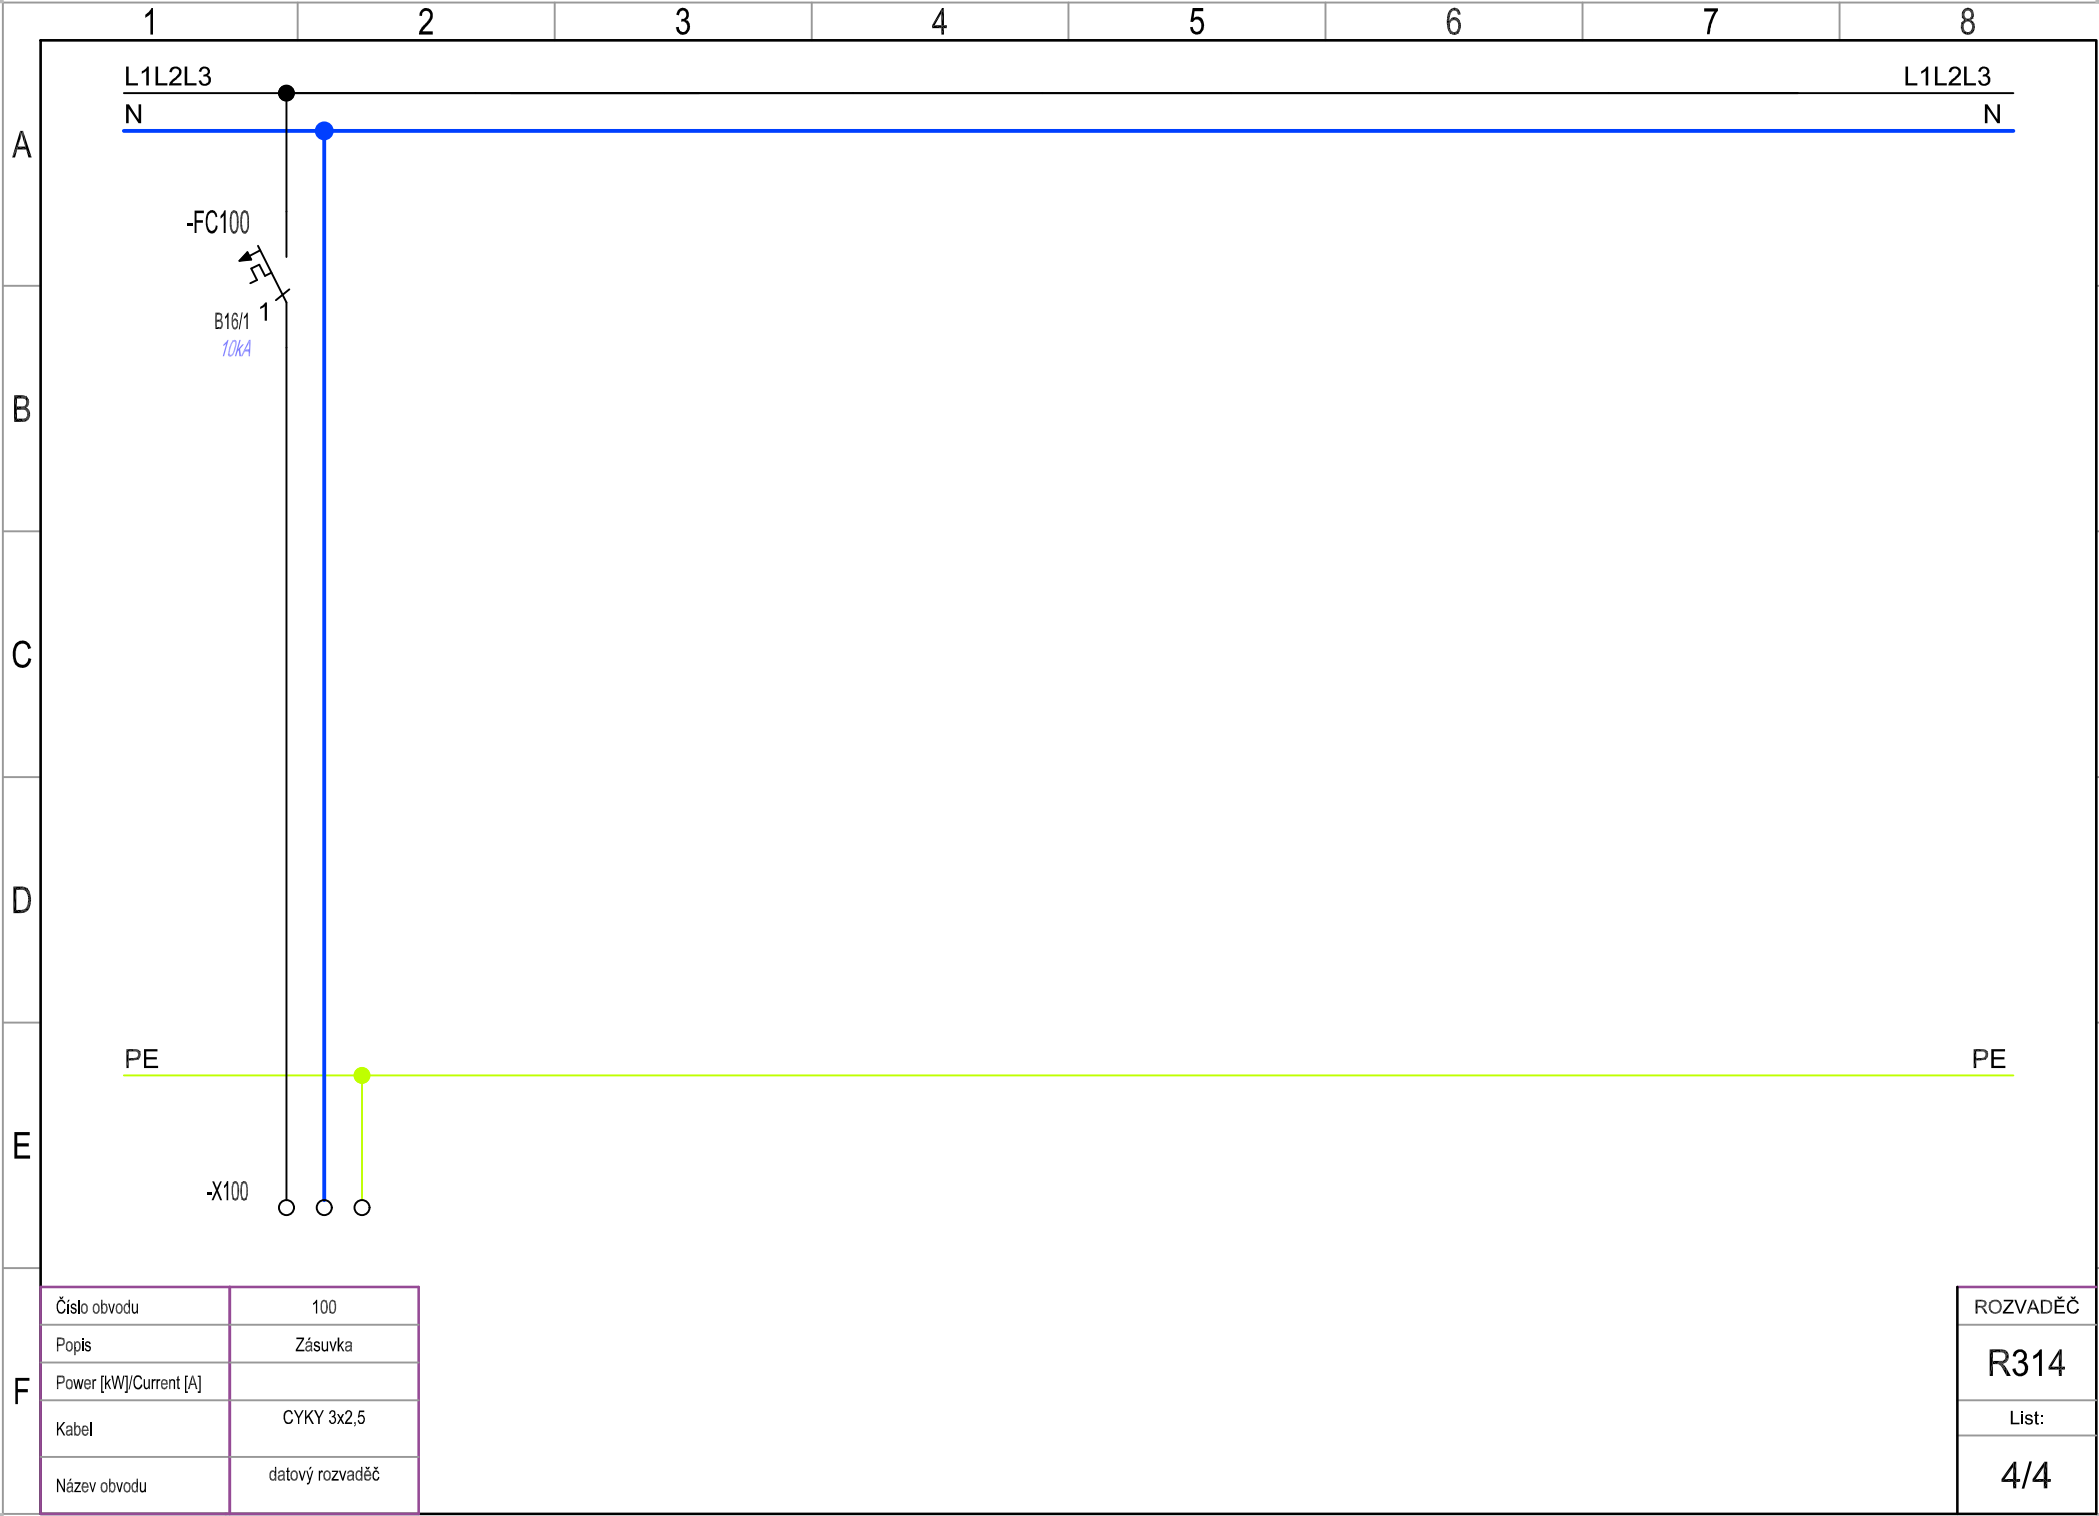 1 2 3 4 5 6 7 8
L1L2L3 L1L2L3
N N
A
-FC100
1
B16/1
10kA
B
C
D
PE PE
E
-X100
F
Číslo obvodu 100
Popis Zásuvka
Power [kW]/Current [A]
Kabel CYKY 3x2,5
Název obvodu datový rozvaděč
ROZVADĚČ
R314
List:
4/4